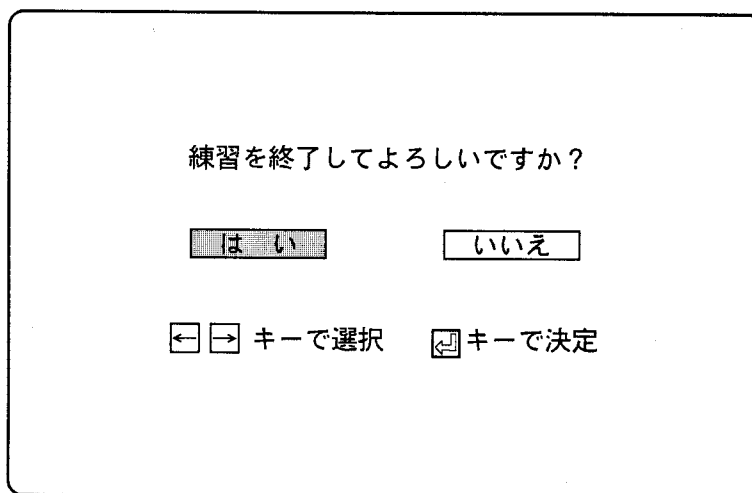 練習を終了してよろしいですか？
は い いいえ
← → キーで選択 ↵キーで決定